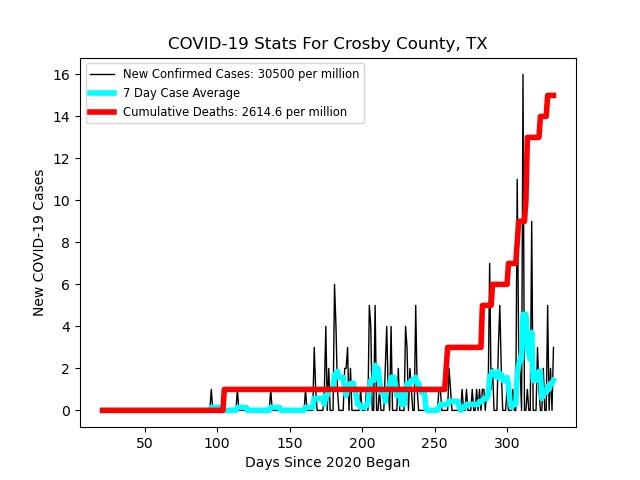 COVID-19 Stats For Crosby County, TX
New Confirmed Cases: 30500 per million
7 Day Case Average
Cumulative Deaths: 2614.6 per million
New COVID-19 Cases
16
14
12
10
8
6
4
2
0
50 100 150 200 250 300
Days Since 2020 Began